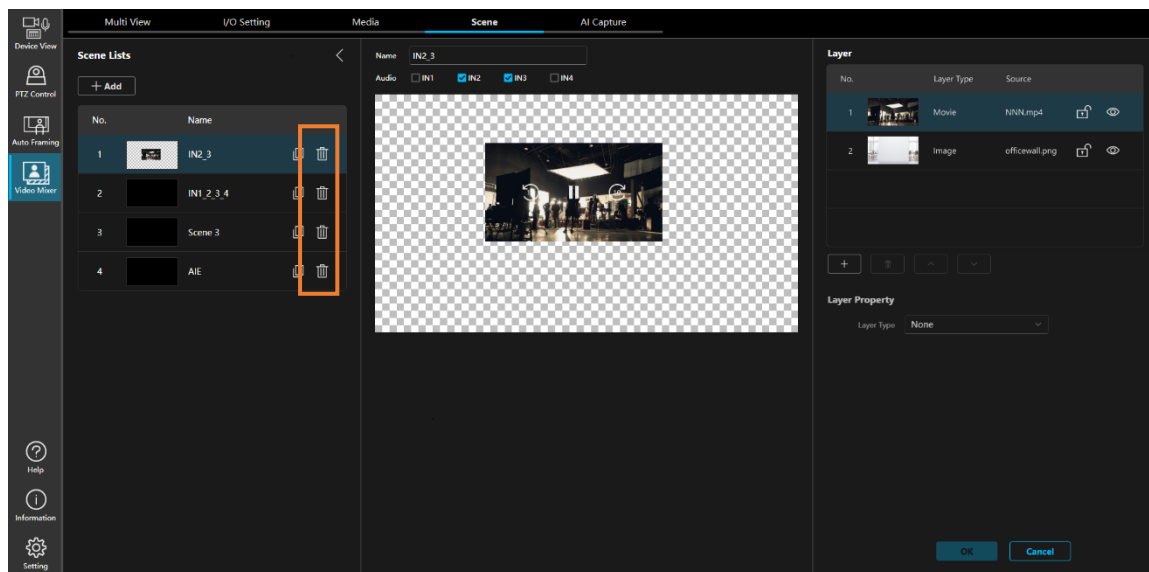 Multi View
I/O Setting
Media
Scene
AI Capture
Device View
PTZ Control
Auto Framing
Video Mixer
Help
Information
Setting
Scene Lists
+ Add
No. Name
1 IN2_3
2 IN1_2_3_4
3 Scene 3
4 AIE
Name IN2_3
Audio IN1 IN2 IN3 IN4
10 10
Layer
No. Layer Type Source
1 Movie NNN.mp4
2 Image officewall.png
Layer Property
Layer Type None
OK Cancel